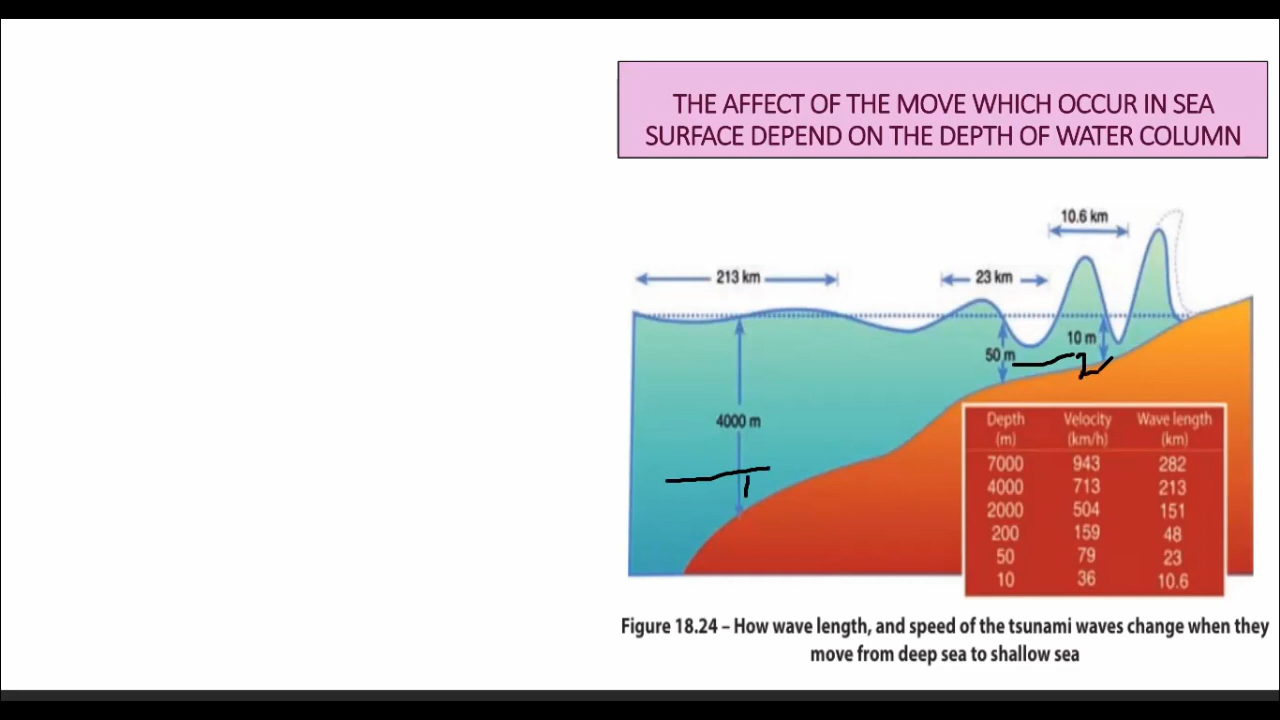 THE AFFECT OF THE MOVE WHICH OCCUR IN SEA
SURFACE DEPEND ON THE DEPTH OF WATER COLUMN
10.6 km
213 km
23 km
10 m
50 m
4000 m
Depth (m) Velocity (km/h) Wave length (km)
7000 943 282
4000 713 213
2000 504 151
200 159 48
50 79 23
10 36 10.6
Figure 18.24 – How wave length, and speed of the tsunami waves change when they
move from deep sea to shallow sea